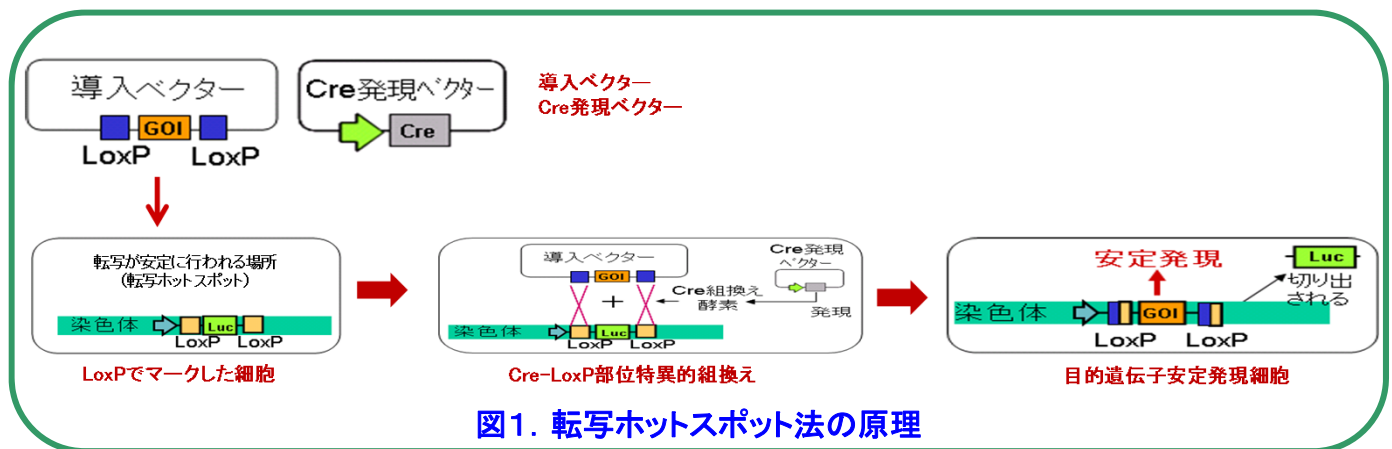 導入ベクター
GOI
LoxP LoxP
Cre発現ベクター
Cre
導入ベクター
Cre発現ベクター
転写が安定に行われる場所
(転写ホットスポット)
染色体
Luc
LoxP LoxP
LoxPでマークした細胞
導入ベクター
GOI
Cre発現
ベクター
+
Cre組換え
酵素
発現
染色体
Luc
LoxP LoxP
Cre-LoxP部位特異的組換え
安定発現
Luc
切り出
される
染色体
GOI
LoxP LoxP
目的遺伝子安定発現細胞
図1. 転写ホットスポット法の原理